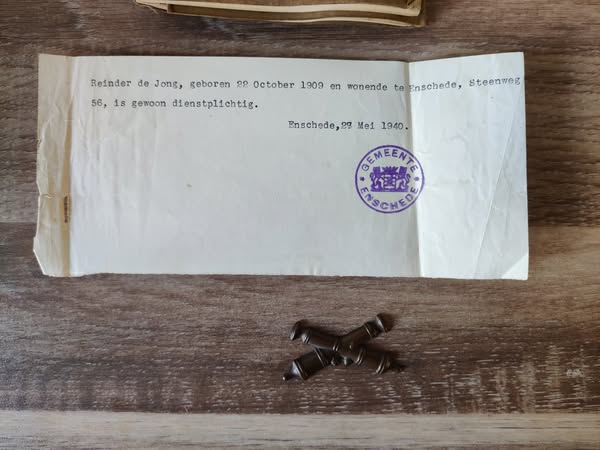 Reinder de Jong, geboren 22 October 1909 en wonende te Enschede, Steenweg
56, is gewoon dienstplichtig.
Enschede,27 Mei 1940.
GEMEENTE
ENSCHEDE